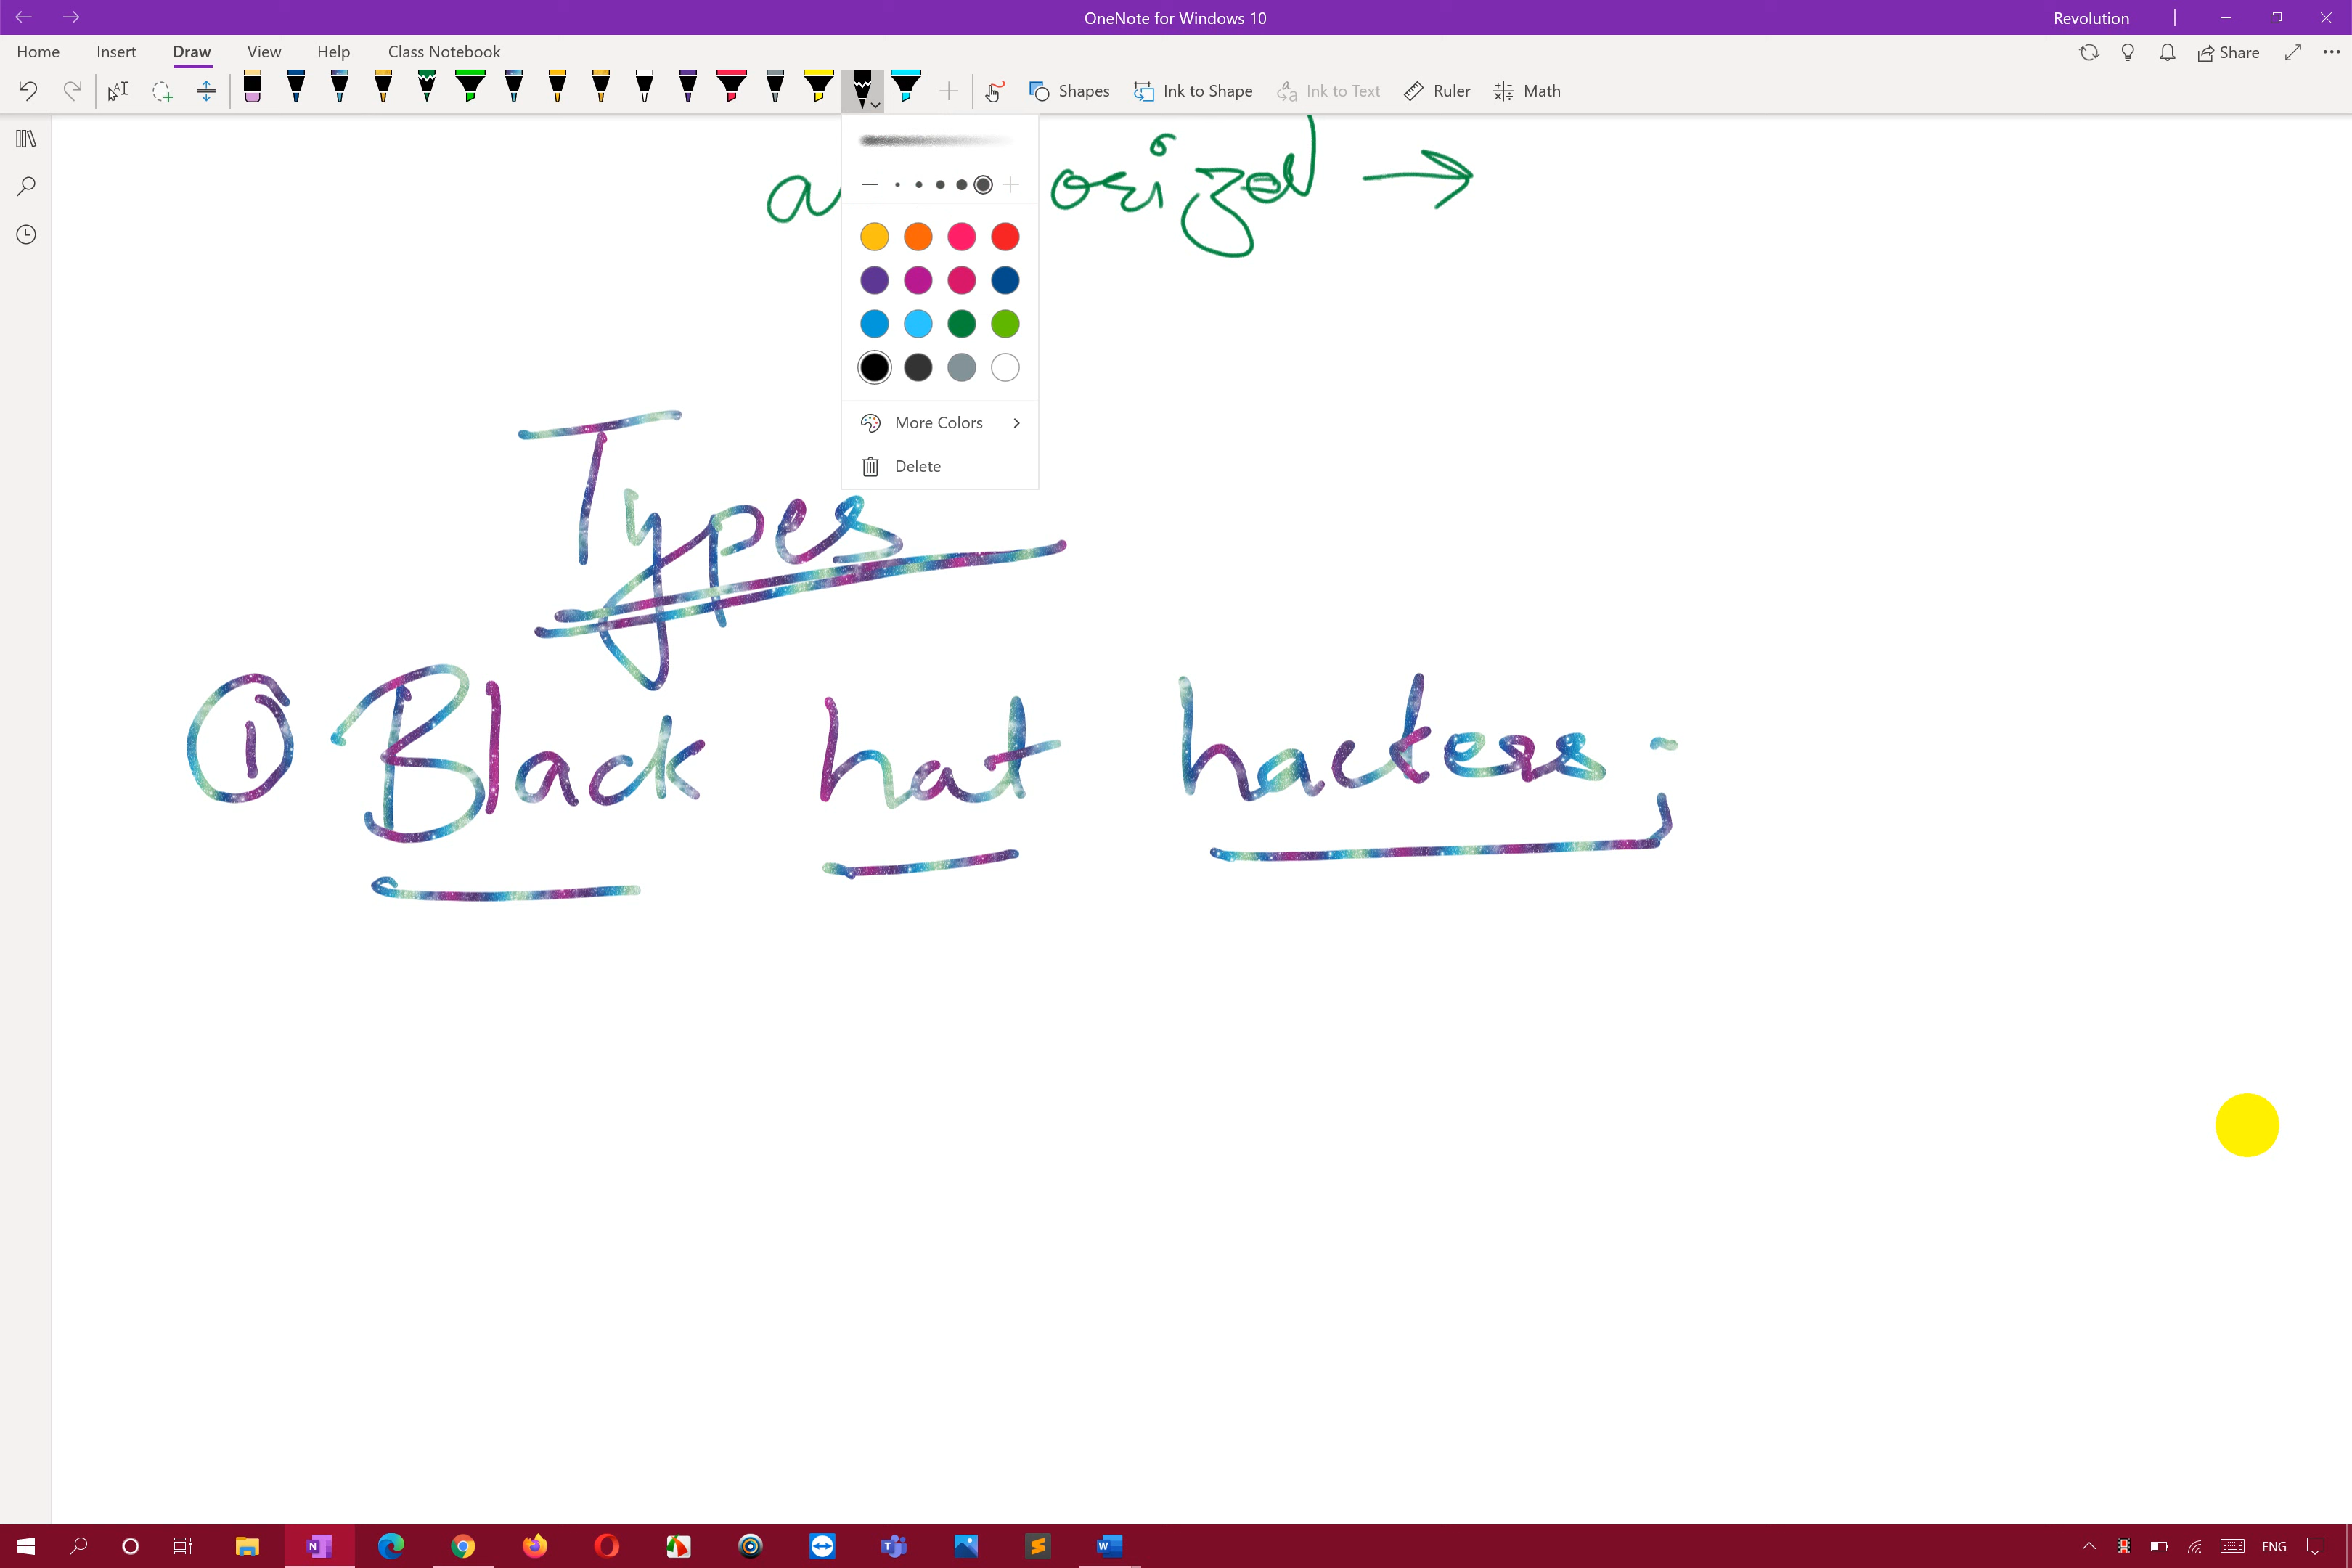 OneNote for Windows 10
Revolution
Home Insert Draw View Help Class Notebook
Share
Shapes Ink to Shape Ink to Text Ruler Math
More Colors
Delete
Types
① Black hat hackers :-
ENG